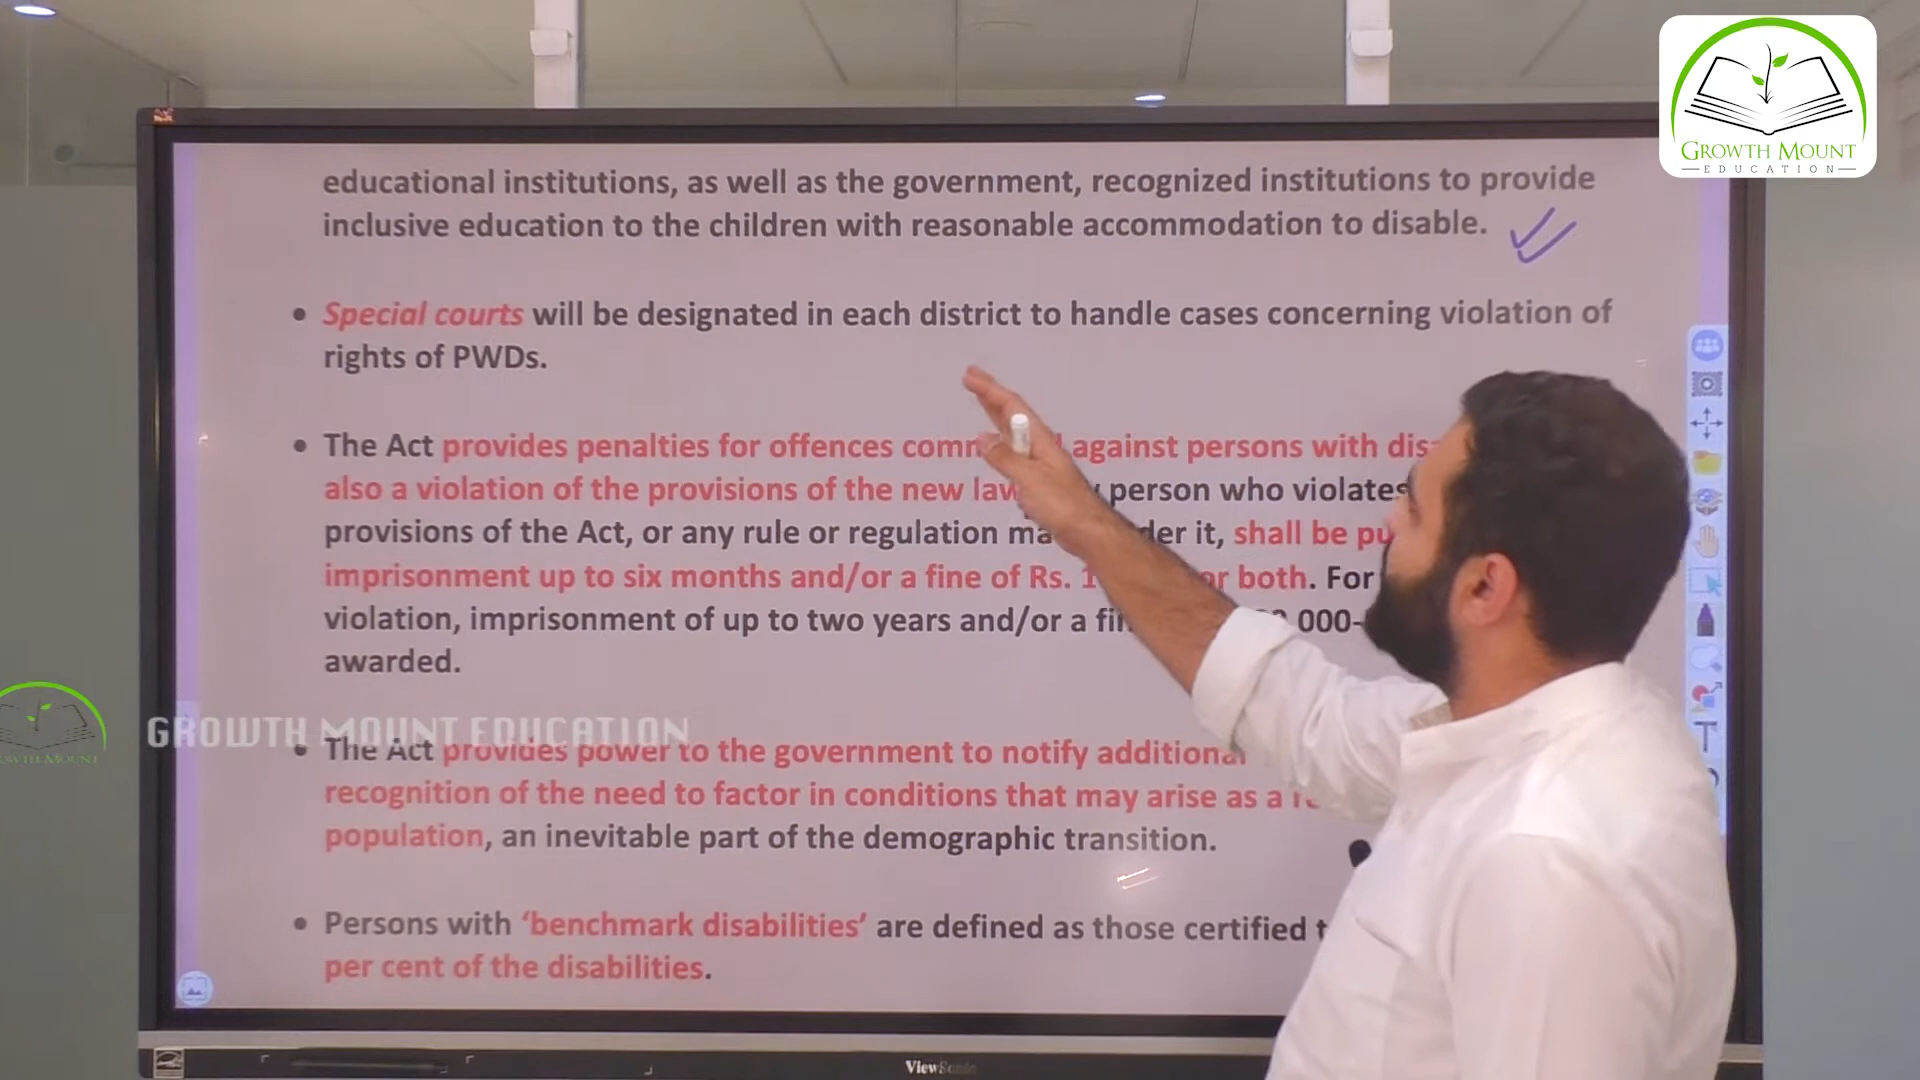 GROWTH MOUNT
EDUCATION
educational institutions, as well as the government, recognized institutions to provide
inclusive education to the children with reasonable accommodation to disable.
• Special courts will be designated in each district to handle cases concerning violation of
rights of PWDs.
• The Act provides penalties for offences against persons with
also a violation of the provisions of the new person who violates
provisions of the Act, or any rule or regulation it, shall be
imprisonment up to six months and/or a fine of Rs. or both. For
violation, imprisonment of up to two years and/or a 000-
awarded.
GROWTH MOUNT EDUCATION
• The Act provides power to the government to notify additional
recognition of the need to factor in conditions that may arise as a
population, an inevitable part of the demographic transition.
• Persons with ‘benchmark disabilities’ are defined as those certified
per cent of the disabilities.
ViewSonic